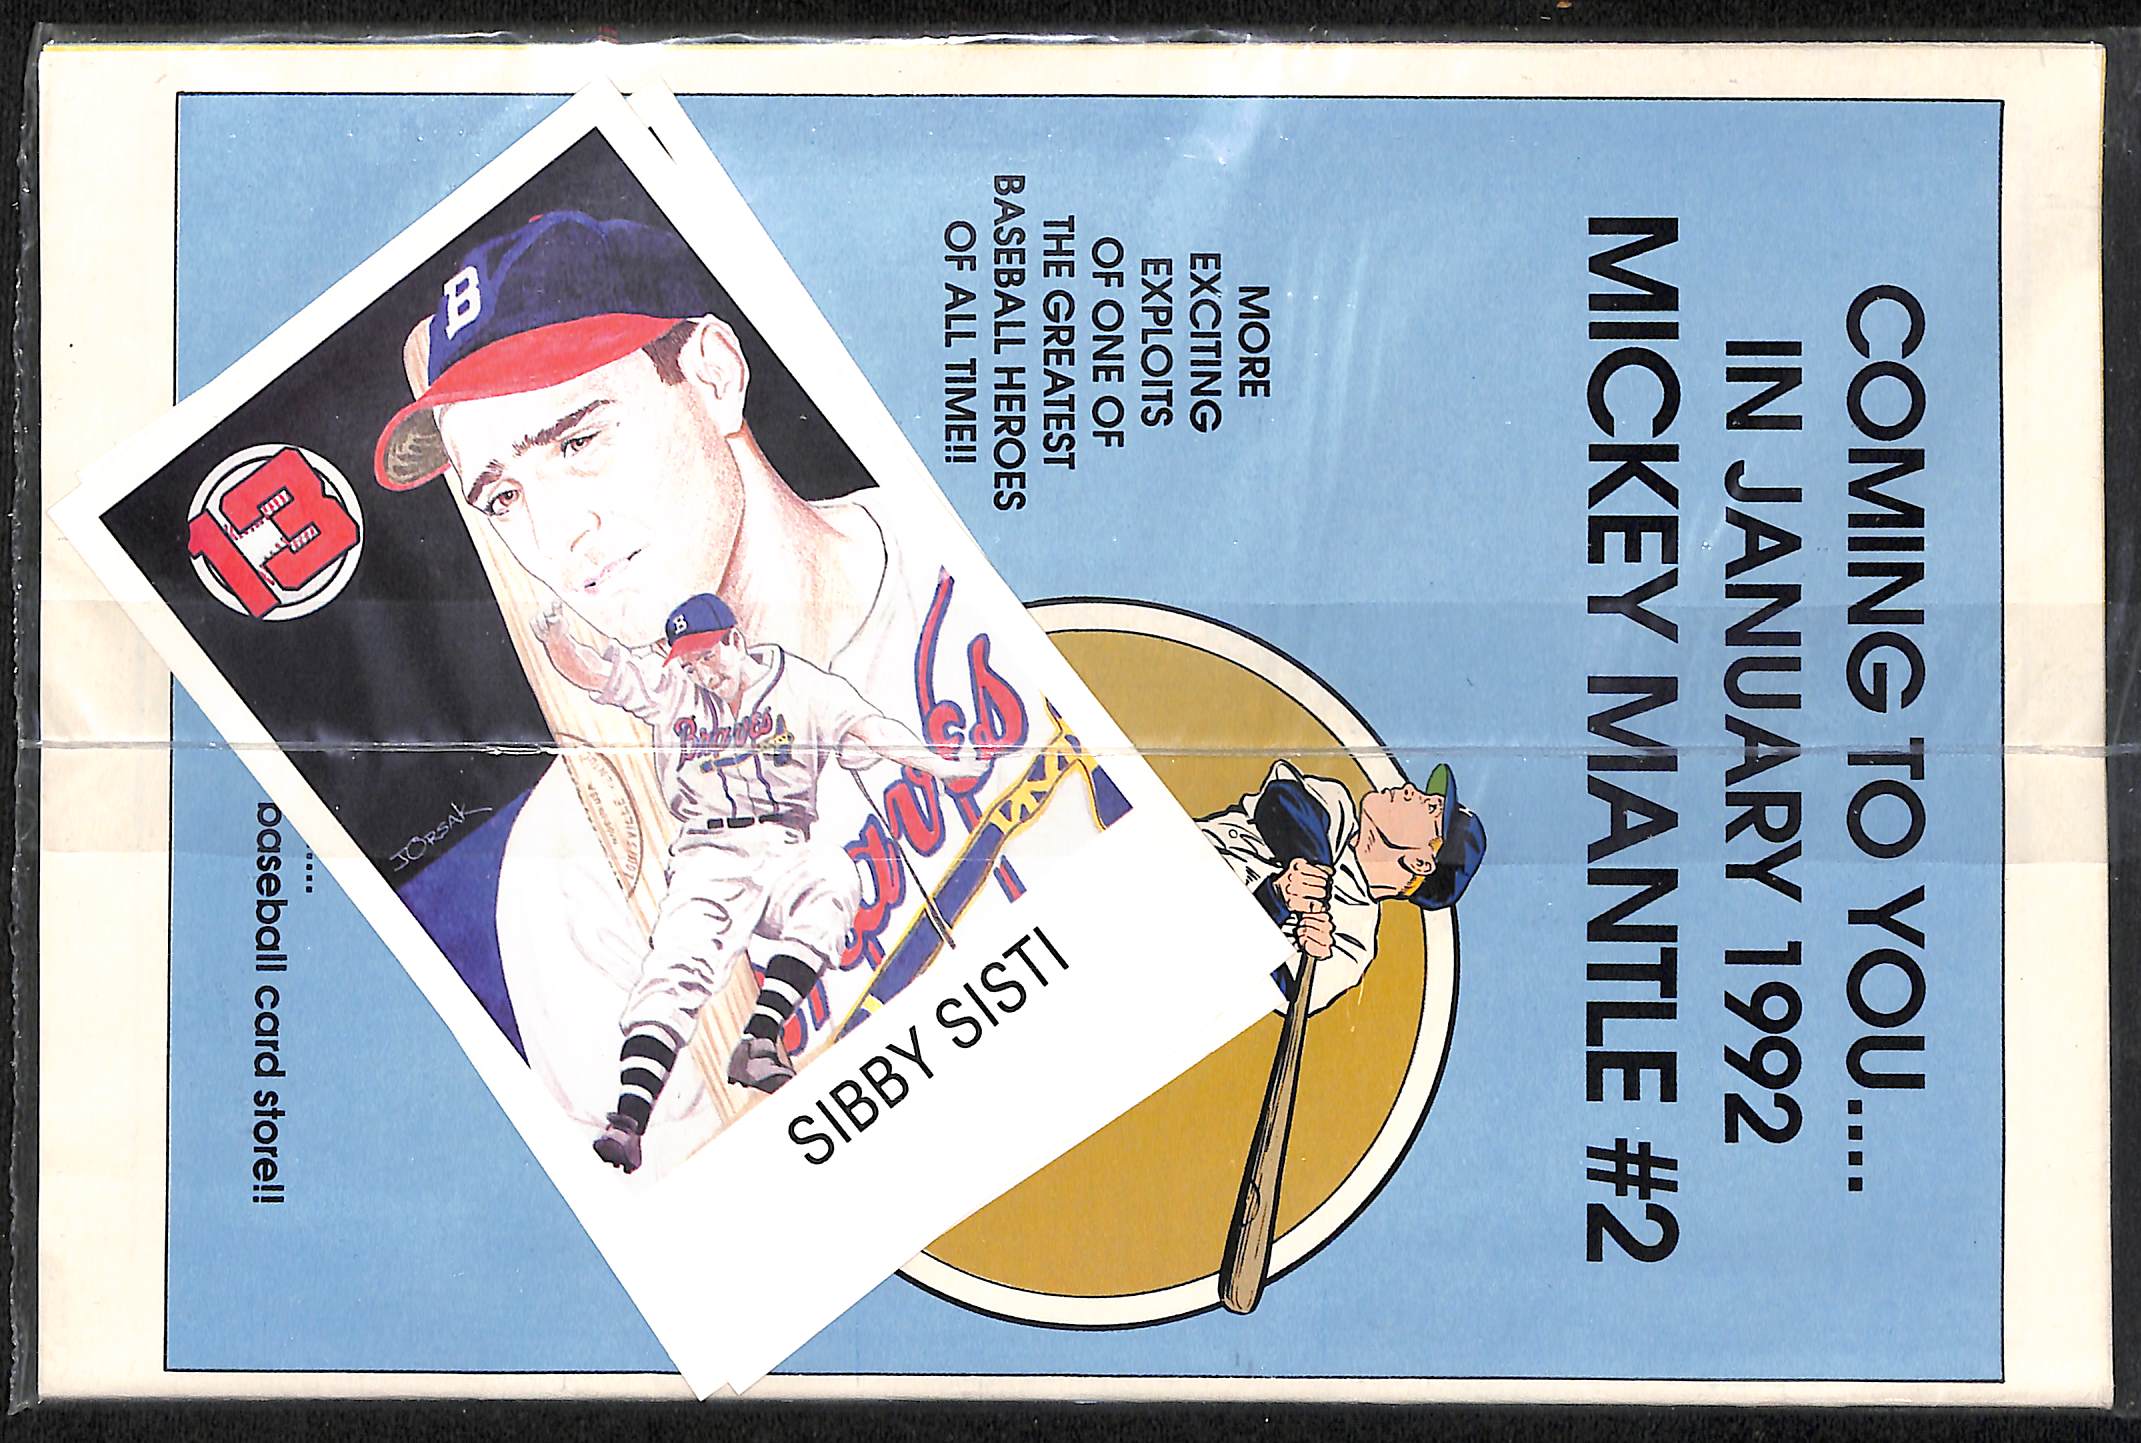 COMING TO YOU....
IN JANUARY 1992
MICKEY MANTLE #2
MORE
EXCITING
EXPLOITS
OF ONE OF
THE GREATEST
BASEBALL HEROES
OF ALL TIME!!
baseball card store!!
B
13
B
Braves
JORSAK
SIBBY SISTI